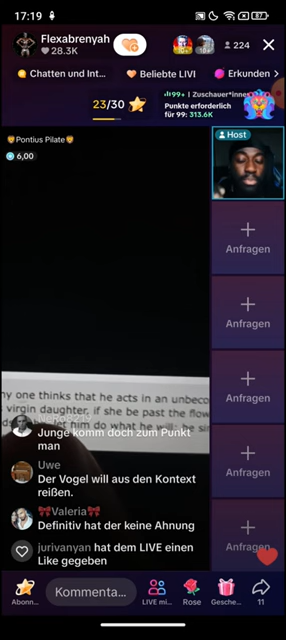 17:19
87
Flexabrenyah
28.3K
224
Chatten und Int...
Beliebte LIVI
Erkunden
23/30
99+ | Zuschauer*innen
Punkte erforderlich
für 99: 313.6K
Pontius Pilate
6,00
Host
Anfragen
Anfragen
Anfragen
Anfragen
Anfragen
one thinks that he acts in an
virgin daughter, if she be past the
him do what he will: he
Junge komm doch zum Punkt
man
Uwe
Der Vogel will aus den Kontext
reißen.
Valeria
Definitiv hat der keine Ahnung
jurivanyan hat dem LIVE einen
Like gegeben
Abonn...
Kommenta...
LIVE mi...
Rose
Gesche...
11